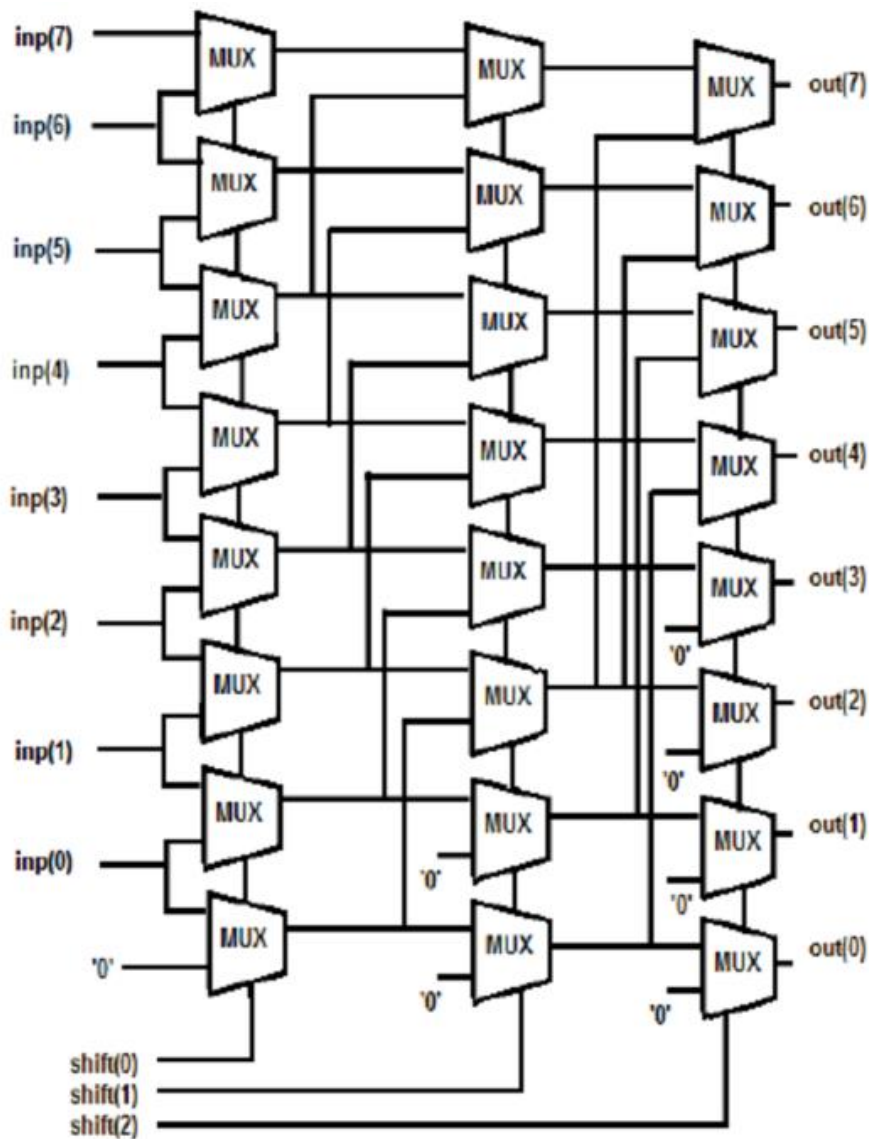 inp(7)
MUX
MUX
MUX
out(7)
inp(6)
MUX
MUX
MUX
out(6)
inp(5)
MUX
MUX
MUX
out(5)
inp(4)
MUX
MUX
MUX
out(4)
inp(3)
MUX
MUX
MUX
out(3)
'0'
inp(2)
MUX
MUX
MUX
out(2)
'0'
inp(1)
MUX
MUX
MUX
out(1)
'0'
'0'
inp(0)
MUX
MUX
MUX
out(0)
'0'
'0'
'0'
shift(0)
shift(1)
shift(2)